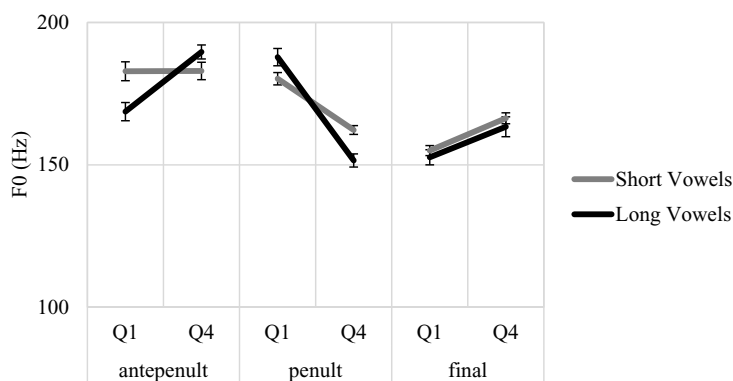 200
150
100
F0 (Hz)
Q1 Q4 Q1 Q4 Q1 Q4
antepenult penult final
Short Vowels
Long Vowels